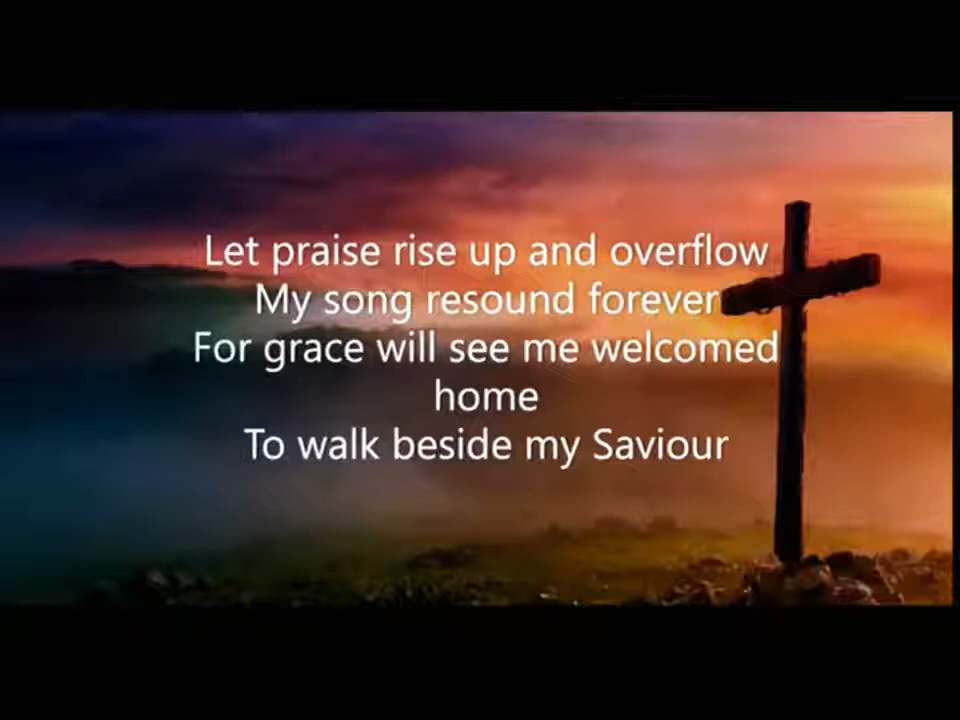 Let praise rise up and overflow
My song resound forever
For grace will see me welcomed
home
To walk beside my Saviour